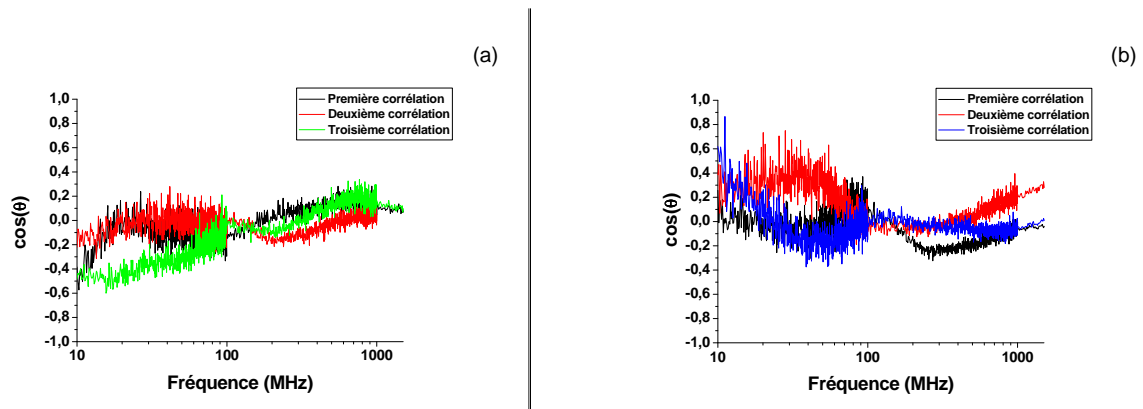 (a)
Première corrélation
Deuxième corrélation
Troisième corrélation
1,0
0,8
0,6
0,4
0,2
0,0
-0,2
-0,4
-0,6
-0,8
-1,0
cos(θ)
10 100 1000
Fréquence (MHz)
(b)
Première corrélation
Deuxième corrélation
Troisième corrélation
1,0
0,8
0,6
0,4
0,2
0,0
-0,2
-0,4
-0,6
-0,8
-1,0
cos(θ)
10 100 1000
Fréquence (MHz)